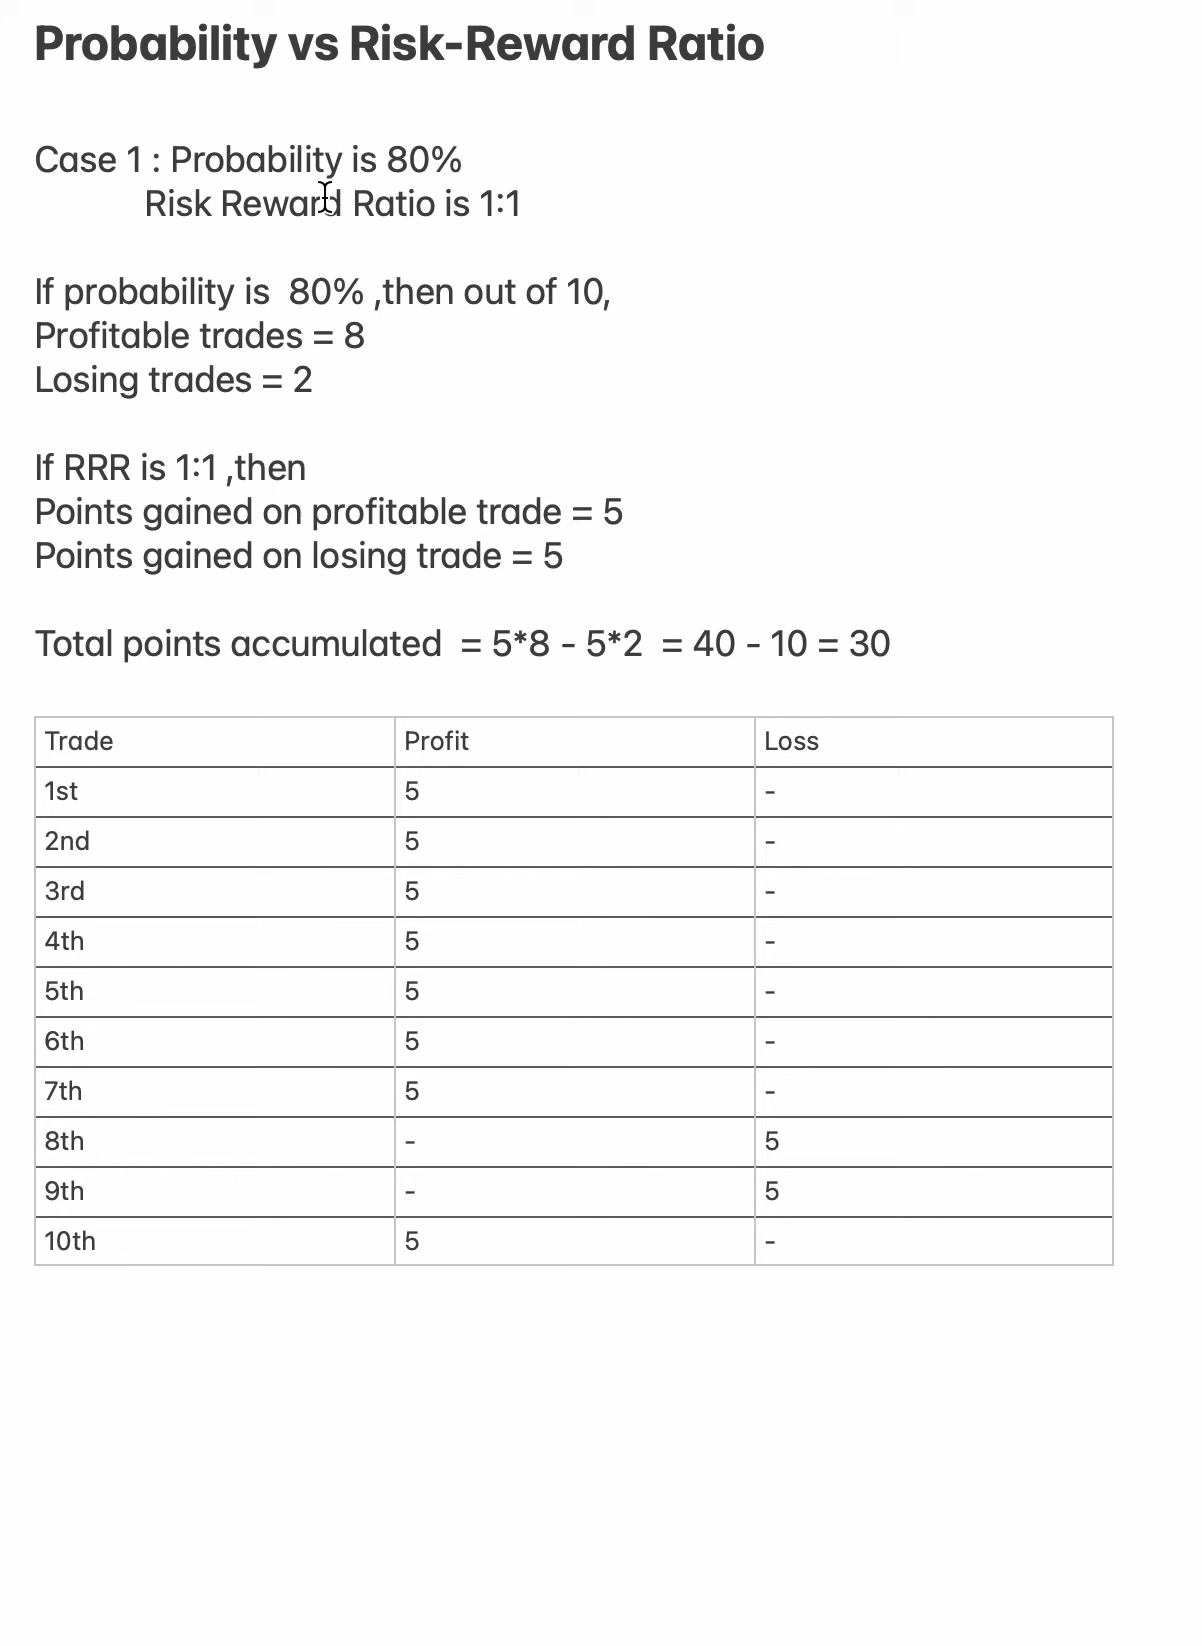 Probability vs Risk-Reward Ratio
Case 1 : Probability is 80%
Risk Reward Ratio is 1:1
If probability is  80% ,then out of 10,
Profitable trades = 8
Losing trades = 2
If RRR is 1:1 ,then
Points gained on profitable trade = 5
Points gained on losing trade = 5
Total points accumulated  = 5*8 - 5*2  = 40 - 10 = 30
Trade Profit Loss
1st 5 -
2nd 5 -
3rd 5 -
4th 5 -
5th 5 -
6th 5 -
7th 5 -
8th - 5
9th - 5
10th 5 -